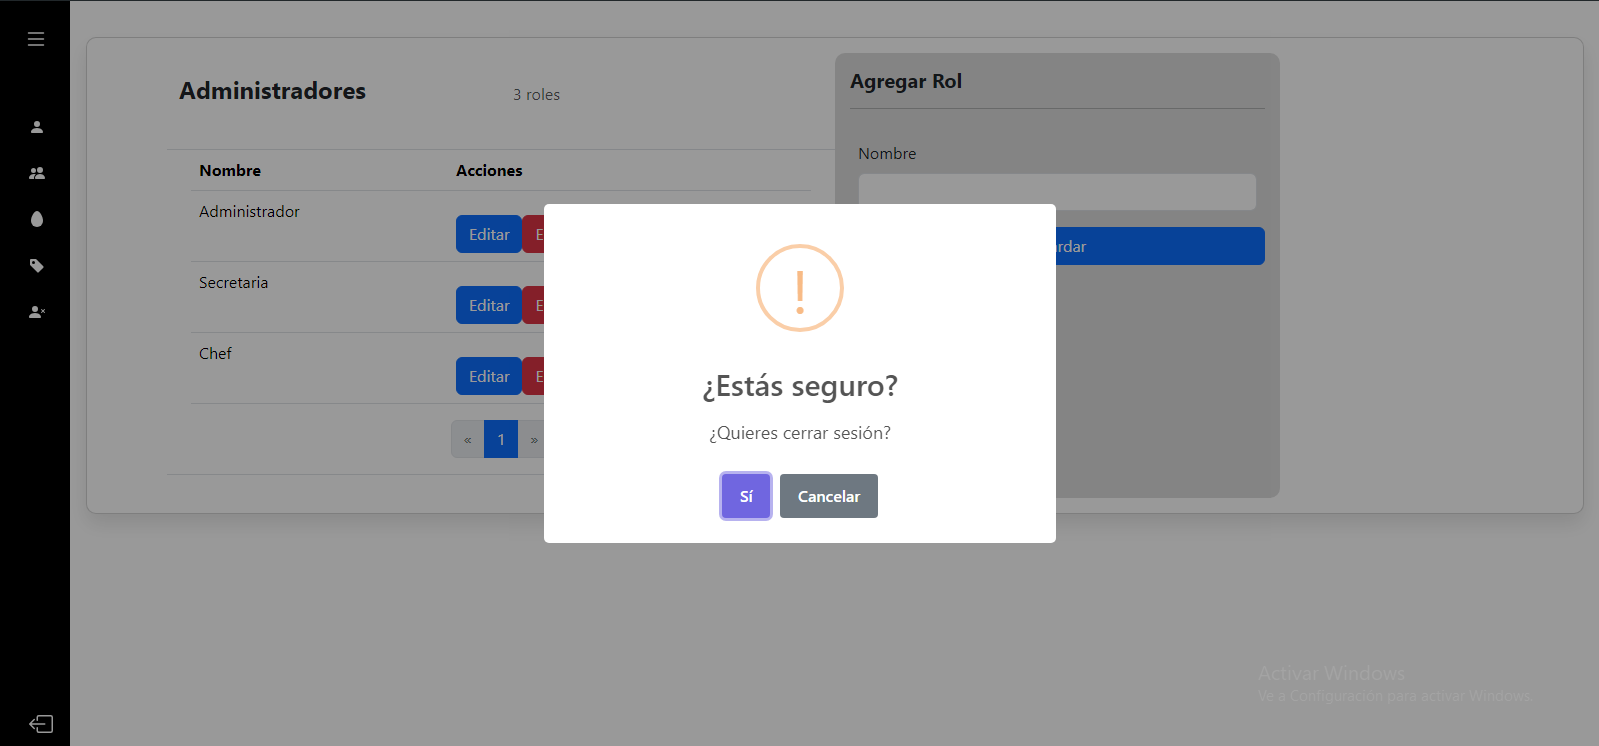 Administradores
3 roles
Agregar Rol
Nombre
Acciones
Nombre
Administrador
Editar
E
rdar
Secretaria
Editar
E
Chef
Editar
E
« 1 »
!
¿Estás seguro?
¿Quieres cerrar sesión?
Sí
Cancelar
Activar Windows
Ve a Configuración para activar Windows.